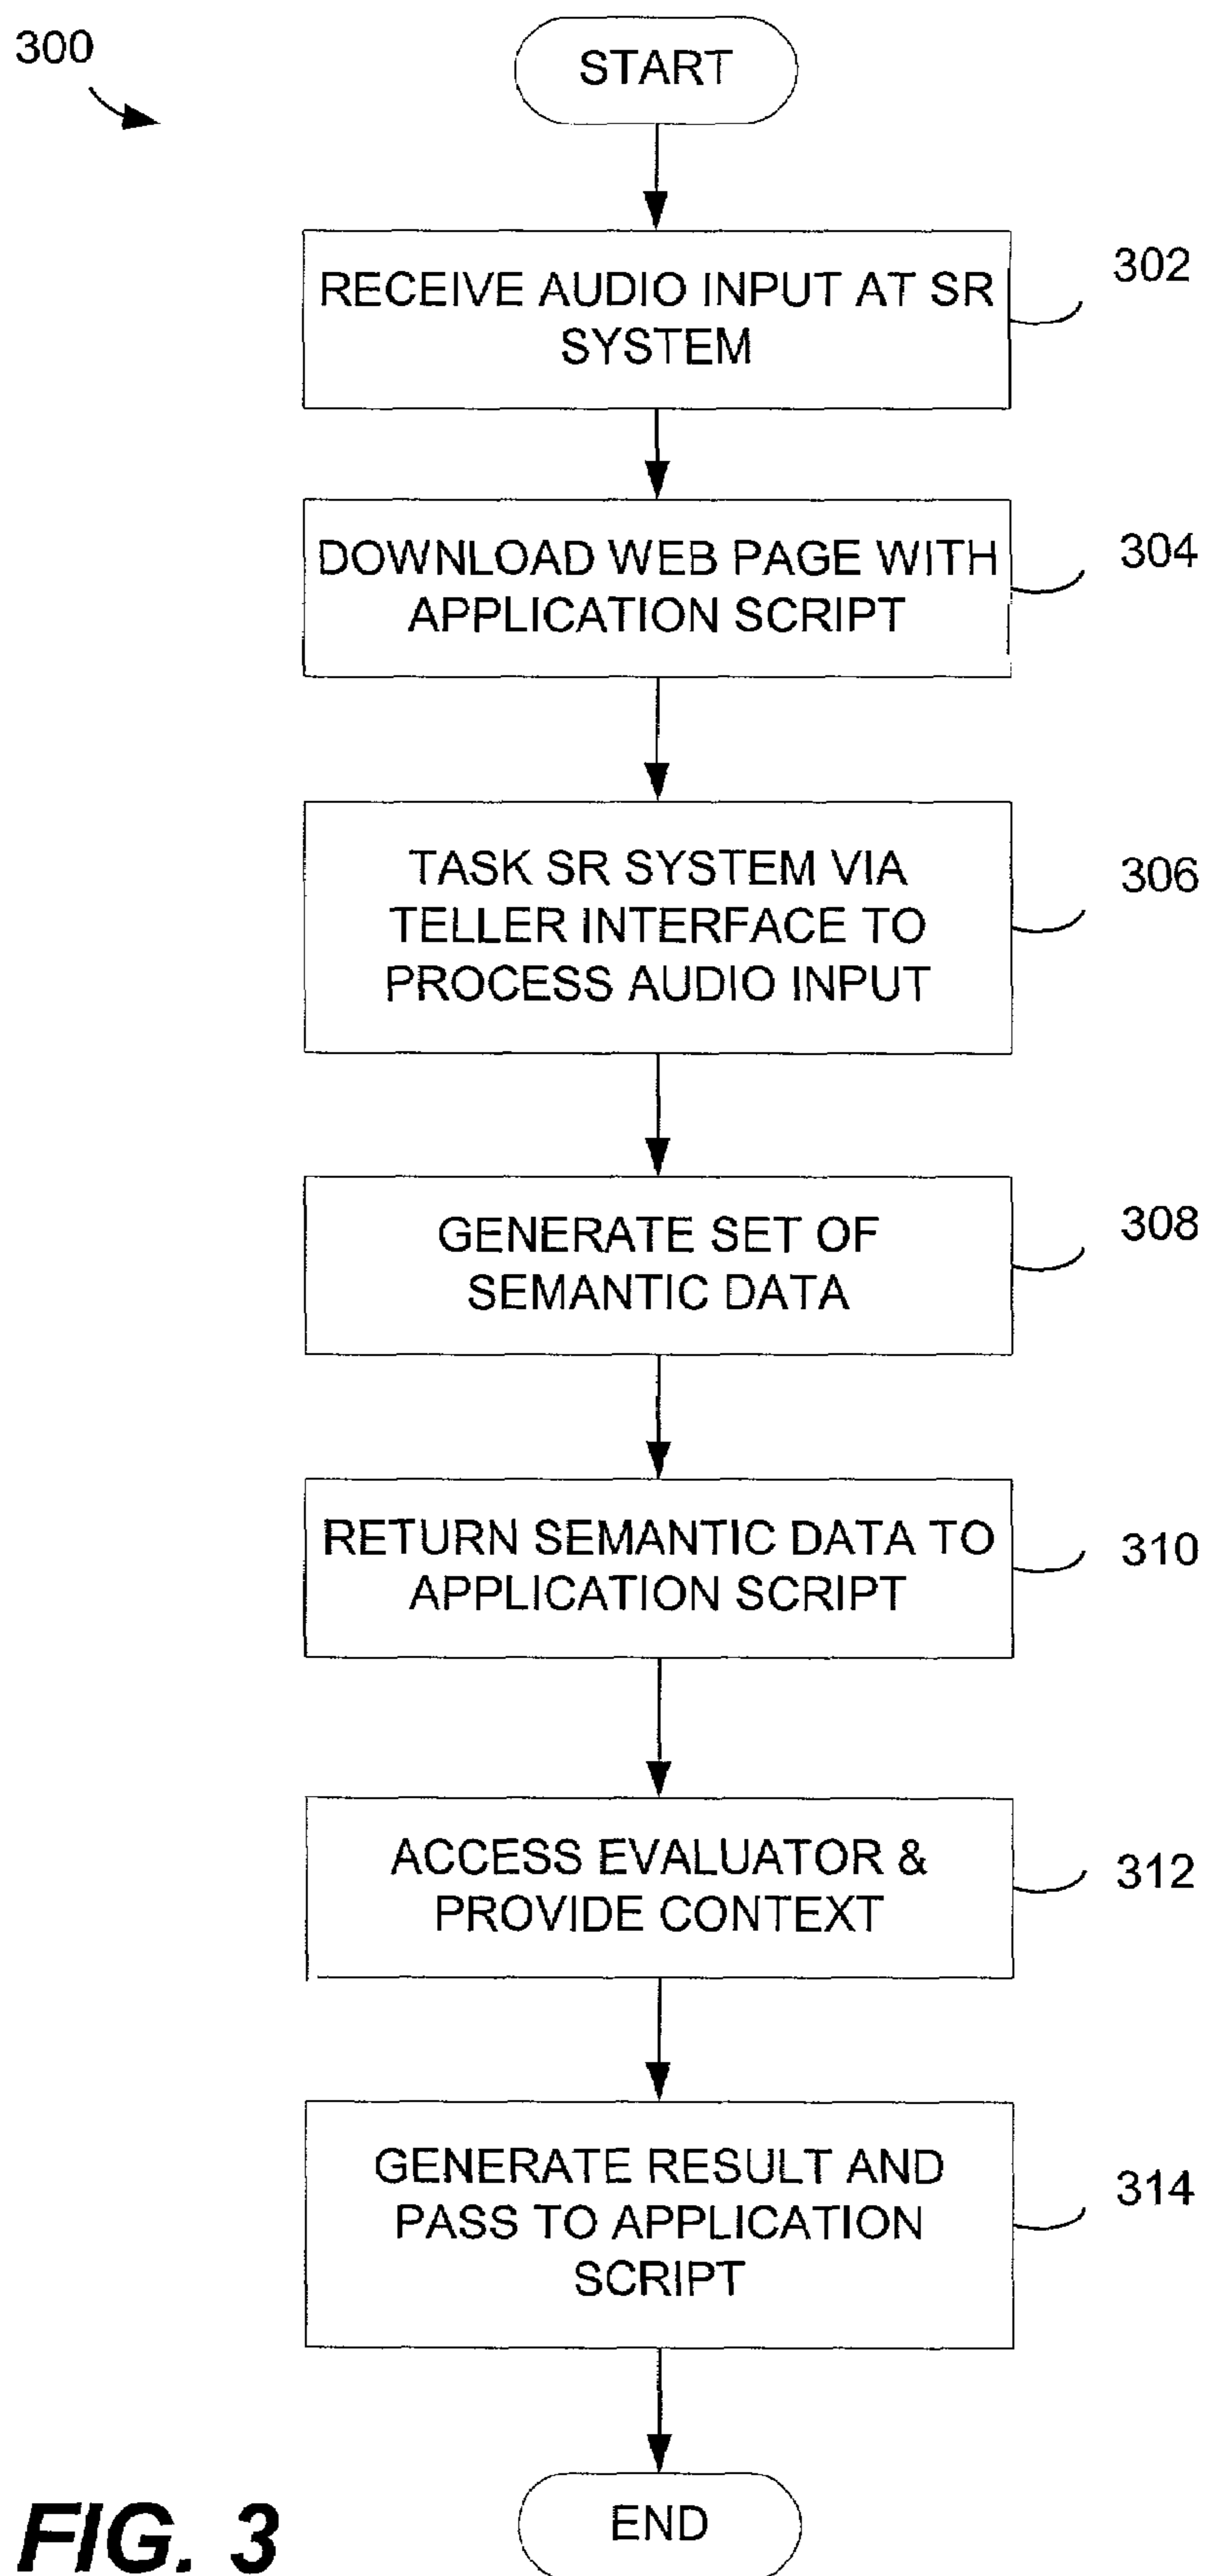 300
START
RECEIVE AUDIO INPUT AT SR
SYSTEM
302
DOWNLOAD WEB PAGE WITH
APPLICATION SCRIPT
304
TASK SR SYSTEM VIA
TELLER INTERFACE TO
PROCESS AUDIO INPUT
306
GENERATE SET OF
SEMANTIC DATA
308
RETURN SEMANTIC DATA TO
APPLICATION SCRIPT
310
ACCESS EVALUATOR &
PROVIDE CONTEXT
312
GENERATE RESULT AND
PASS TO APPLICATION
SCRIPT
314
END
FIG. 3